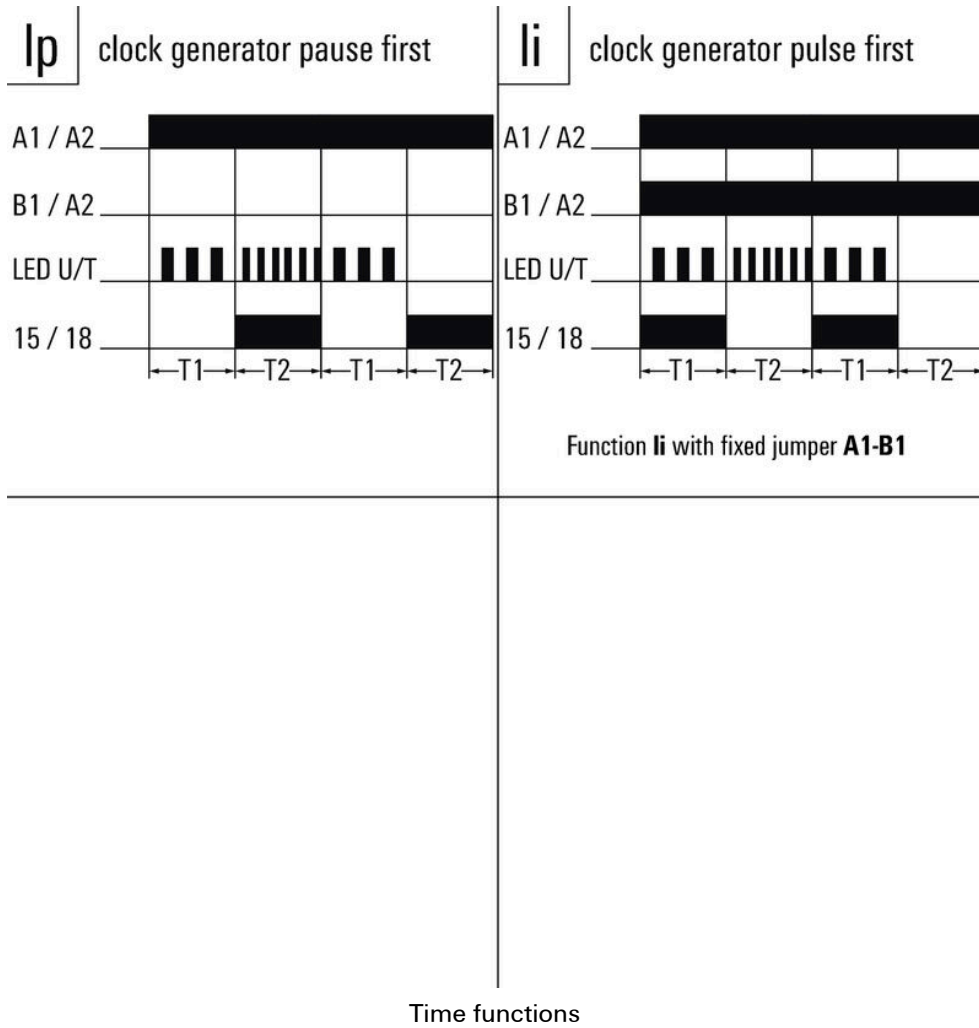 Ip clock generator pause first
A1 / A2
B1 / A2
LED U/T
15 / 18
T1 T2 T1 T2
Ii clock generator pulse first
A1 / A2
B1 / A2
LED U/T
15 / 18
T1 T2 T1 T2
Function Ii with fixed jumper A1-B1
Time functions